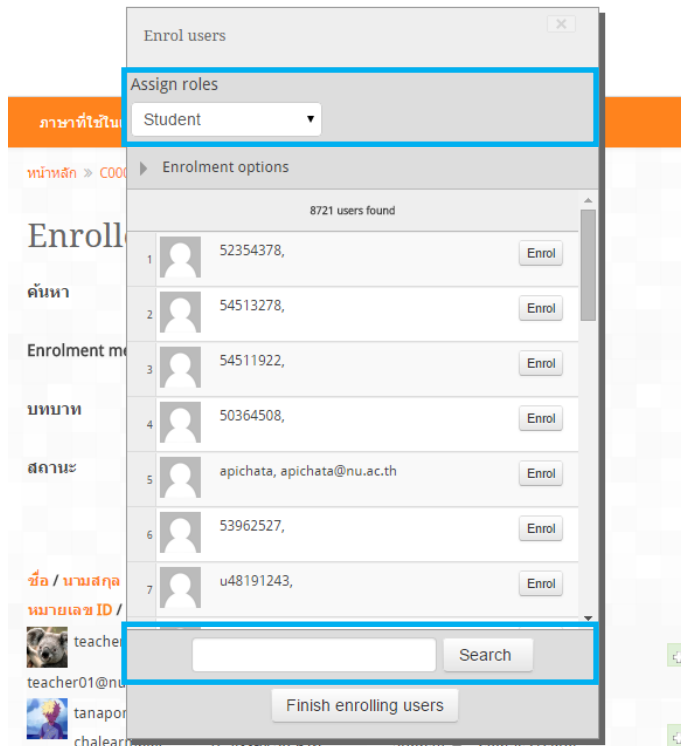 Enrol users
Assign roles
Student
ภาษาที่ใช้ใน
หน้าหลัก » C000
Enrolment options
8721 users found
Enroll
1 52354378, Enrol
ค้นหา
2 54513278, Enrol
Enrolment me
3 54511922, Enrol
บทบาท
4 50364508, Enrol
สถานะ
5 apichata, apichata@nu.ac.th Enrol
6 53962527, Enrol
7 u48191243, Enrol
ชื่อ / นามสกุล
หมายเลข ID /
teacher
Search
teacher01@nu
Finish enrolling users
tanapor
chalearn